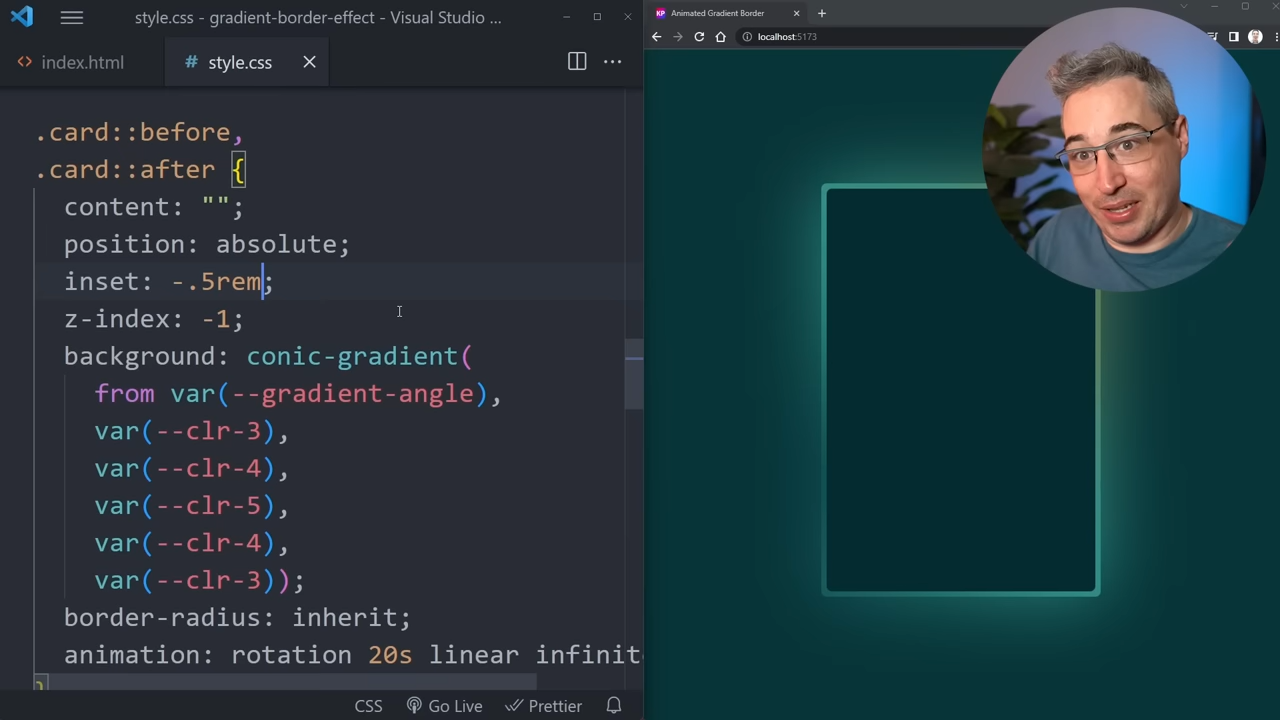 style.css - gradient-border-effect - Visual Studio ...
index.html
# style.css
.card::before,
.card::after {
content: "";
position: absolute;
inset: -.5rem;
z-index: -1;
background: conic-gradient(
from var(--gradient-angle),
var(--clr-3),
var(--clr-4),
var(--clr-5),
var(--clr-4),
var(--clr-3));
border-radius: inherit;
animation: rotation 20s linear infinit
}
CSS
Go Live
Prettier
KP
Animated Gradient Border
localhost:5173